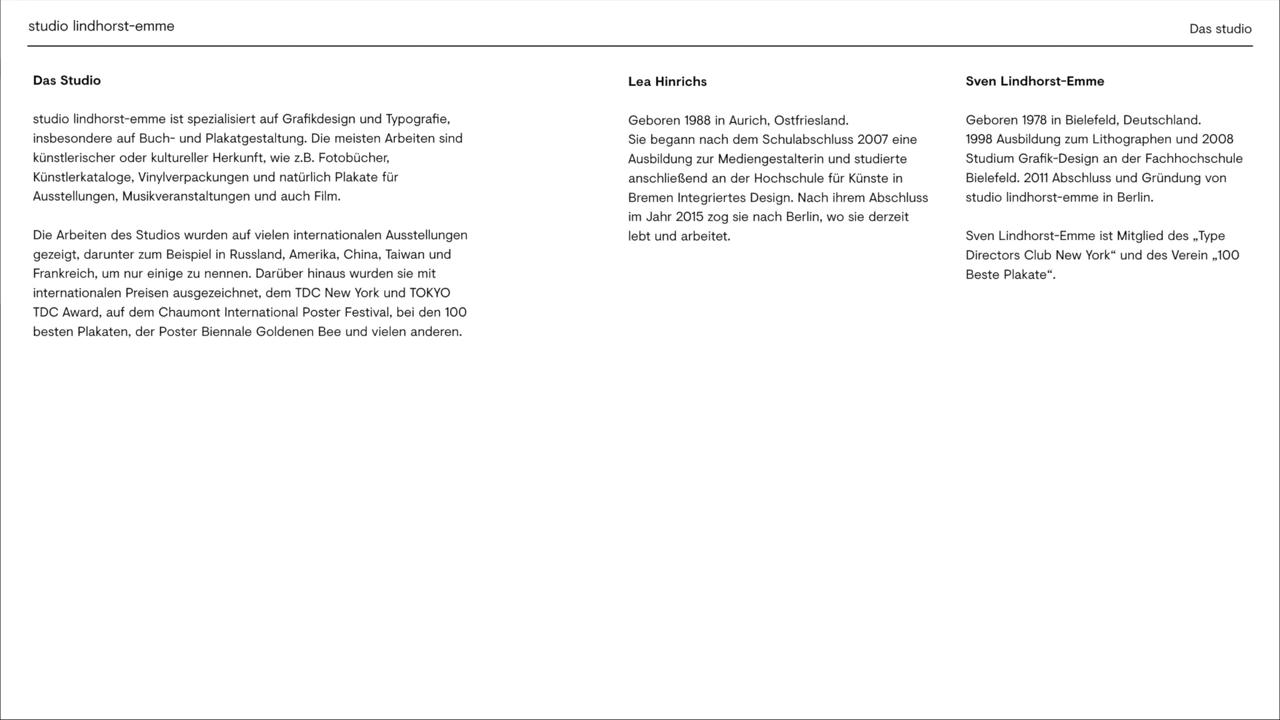 studio lindhorst-emme
Das studio
Das Studio
studio lindhorst-emme ist spezialisiert auf Grafikdesign und Typografie,
insbesondere auf Buch- und Plakatgestaltung. Die meisten Arbeiten sind
künstlerischer oder kultureller Herkunft, wie z.B. Fotobücher,
Künstlerkataloge, Vinylverpackungen und natürlich Plakate für
Ausstellungen, Musikveranstaltungen und auch Film.
Die Arbeiten des Studios wurden auf vielen internationalen Ausstellungen
gezeigt, darunter zum Beispiel in Russland, Amerika, China, Taiwan und
Frankreich, um nur einige zu nennen. Darüber hinaus wurden sie mit
internationalen Preisen ausgezeichnet, dem TDC New York und TOKYO
TDC Award, auf dem Chaumont International Poster Festival, bei den 100
besten Plakaten, der Poster Biennale Goldenen Bee und vielen anderen.
Lea Hinrichs
Geboren 1988 in Aurich, Ostfriesland.
Sie begann nach dem Schulabschluss 2007 eine
Ausbildung zur Mediengestalterin und studierte
anschließend an der Hochschule für Künste in
Bremen Integriertes Design. Nach ihrem Abschluss
im Jahr 2015 zog sie nach Berlin, wo sie derzeit
lebt und arbeitet.
Sven Lindhorst-Emme
Geboren 1978 in Bielefeld, Deutschland.
1998 Ausbildung zum Lithographen und 2008
Studium Grafik-Design an der Fachhochschule
Bielefeld. 2011 Abschluss und Gründung von
studio lindhorst-emme in Berlin.
Sven Lindhorst-Emme ist Mitglied des „Type
Directors Club New York“ und des Verein „100
Beste Plakate“.